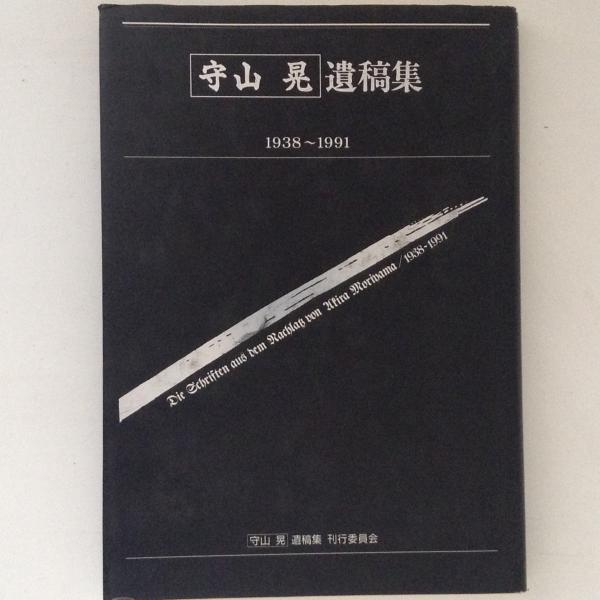 守山 晃 遺稿集
1938～1991
Die Schriften aus dem Nachlaß von Akira Moriyama / 1938-1991
守山 晃 遺稿集 刊行委員会